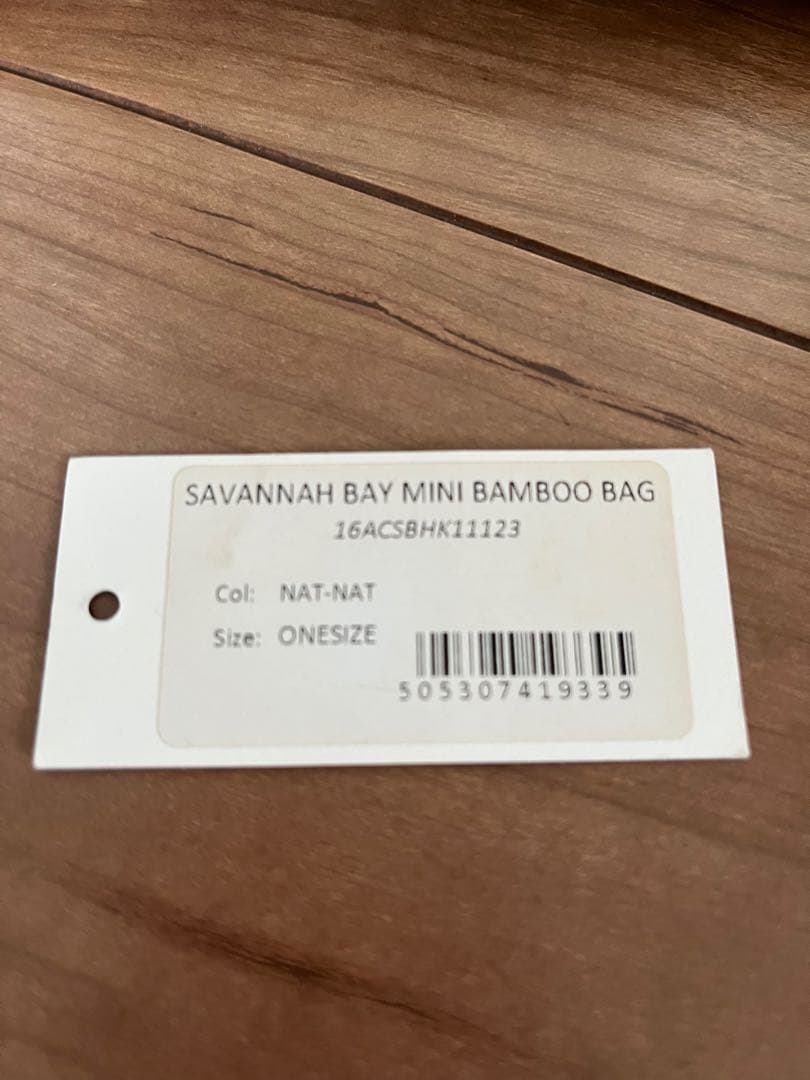 SAVANNAH BAY MINI BAMBOO BAG
16ACSBHK11123
Col: NAT-NAT
Size: ONESIZE
505307419339